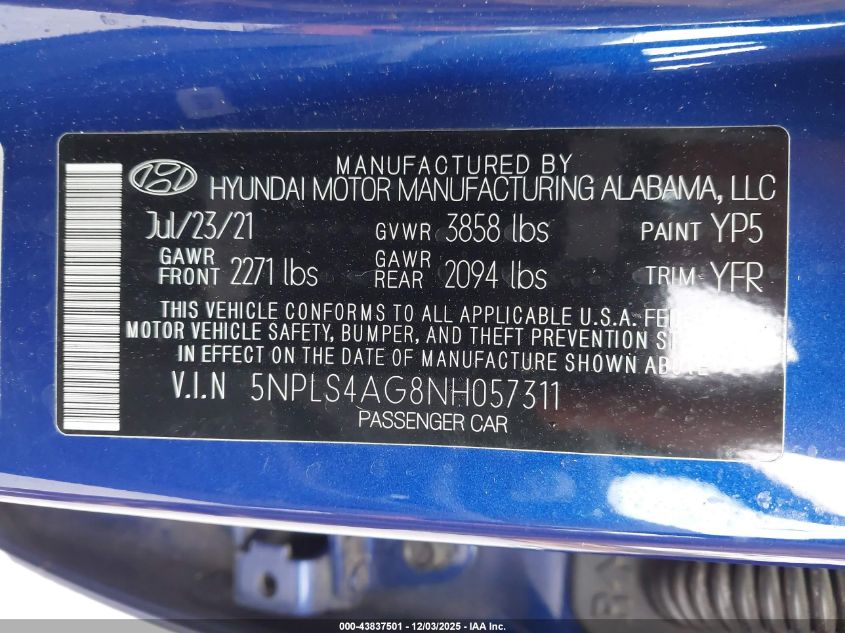 MANUFACTURED BY
HYUNDAI MOTOR MANUFACTURING ALABAMA, LLC
Jul/23/21 GVWR 3858 lbs PAINT YP5
GAWR FRONT 2271 lbs GAWR REAR 2094 lbs TRIM YFR
THIS VEHICLE CONFORMS TO ALL APPLICABLE U.S.A.
MOTOR VEHICLE SAFETY, BUMPER, AND THEFT PREVENTION
IN EFFECT ON THE DATE OF MANUFACTURE SHOWN ABOVE
V.I.N 5NPLS4AG8NH057311
PASSENGER CAR
000-43837501 - 12/03/2025 - IAA Inc.